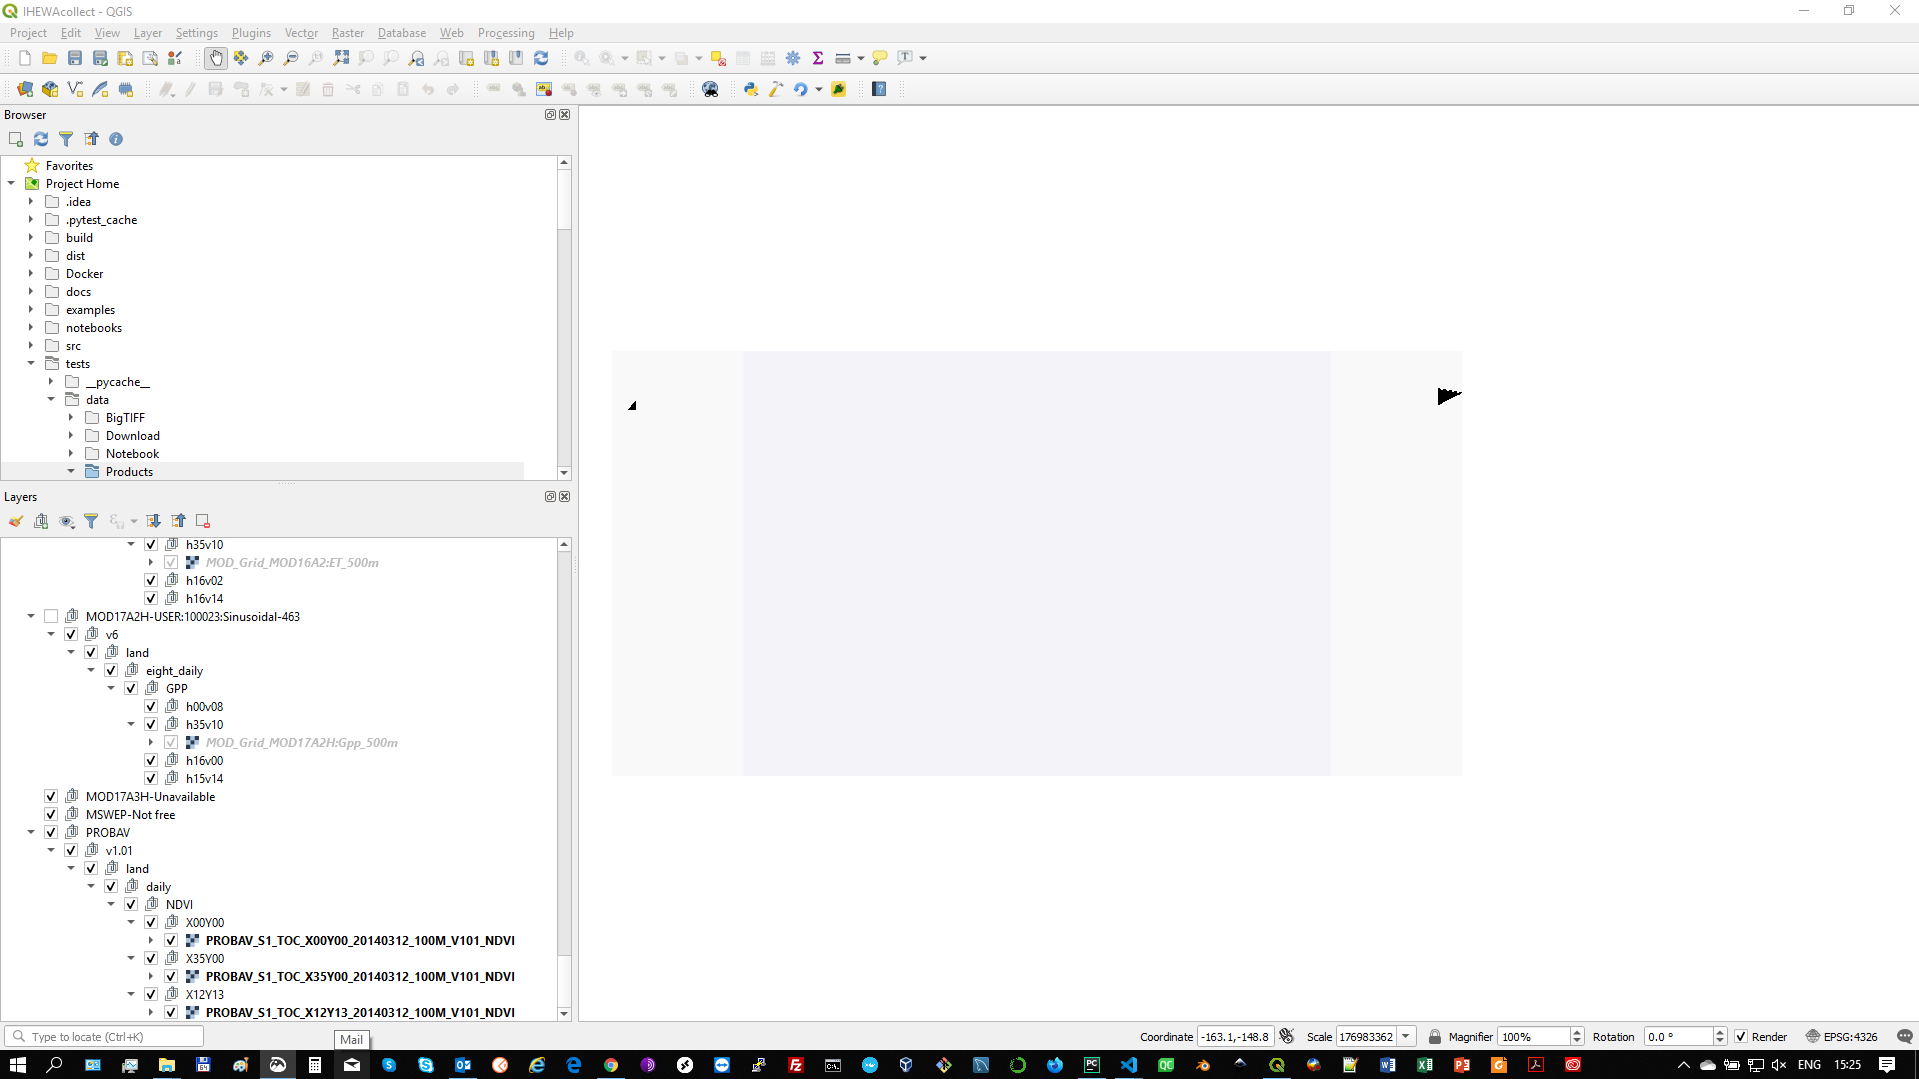 IHEWAcollect - QGIS
Project Edit View Layer Settings Plugins Vector Raster Database Web Processing Help
Browser
Favorites
Project Home
.idea
.pytest_cache
build
dist
Docker
docs
examples
notebooks
src
tests
__pycache__
data
BigTIFF
Download
Notebook
Products
Layers
h35v10
MOD_Grid_MOD16A2:ET_500m
h16v02
h16v14
MOD17A2H-USER:100023:Sinusoidal-463
v6
land
eight_daily
GPP
h00v08
h35v10
MOD_Grid_MOD17A2H:Gpp_500m
h16v00
h15v14
MOD17A3H-Unavailable
MSWEP-Not free
PROBAV
v1.01
land
daily
NDVI
X00Y00
PROBAV_S1_TOC_X00Y00_20140312_100M_V101_NDVI
X35Y00
PROBAV_S1_TOC_X35Y00_20140312_100M_V101_NDVI
X12Y13
PROBAV_S1_TOC_X12Y13_20140312_100M_V101_NDVI
Type to locate (Ctrl+K) Coordinate -163.1,-148.8 Scale 176983362 Magnifier 100% Rotation 0.0 ° Render EPSG:4326
Mail
ENG 15:25